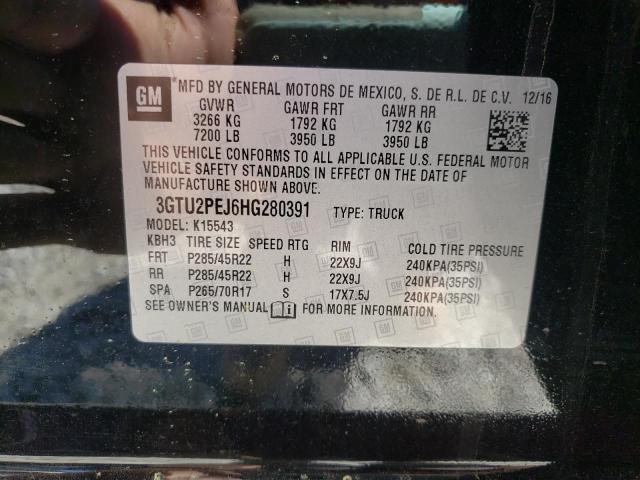 GM *MFD BY GENERAL MOTORS DE MEXICO, S. DE R.L. DE C.V. 12/16
GVWR GAWR FRT GAWR RR
3266 KG 1792 KG 1792 KG
7200 LB 3950 LB 3950 LB
THIS VEHICLE CONFORMS TO ALL APPLICABLE U.S. FEDERAL MOTOR
VEHICLE SAFETY STANDARDS IN EFFECT ON THE DATE OF
MANUFACTURE SHOWN ABOVE.
3GTU2PEJ6HG280391 TYPE: TRUCK
MODEL: K15543
KBH3 TIRE SIZE SPEED RTG RIM COLD TIRE PRESSURE
FRT P285/45R22 H 22X9J 240KPA(35PSI)
RR P285/45R22 H 22X9J 240KPA(35PSI)
SPA P265/70R17 S 17X7.5J 240KPA(35PSI)
SEE OWNER'S MANUAL FOR MORE INFORMATION.